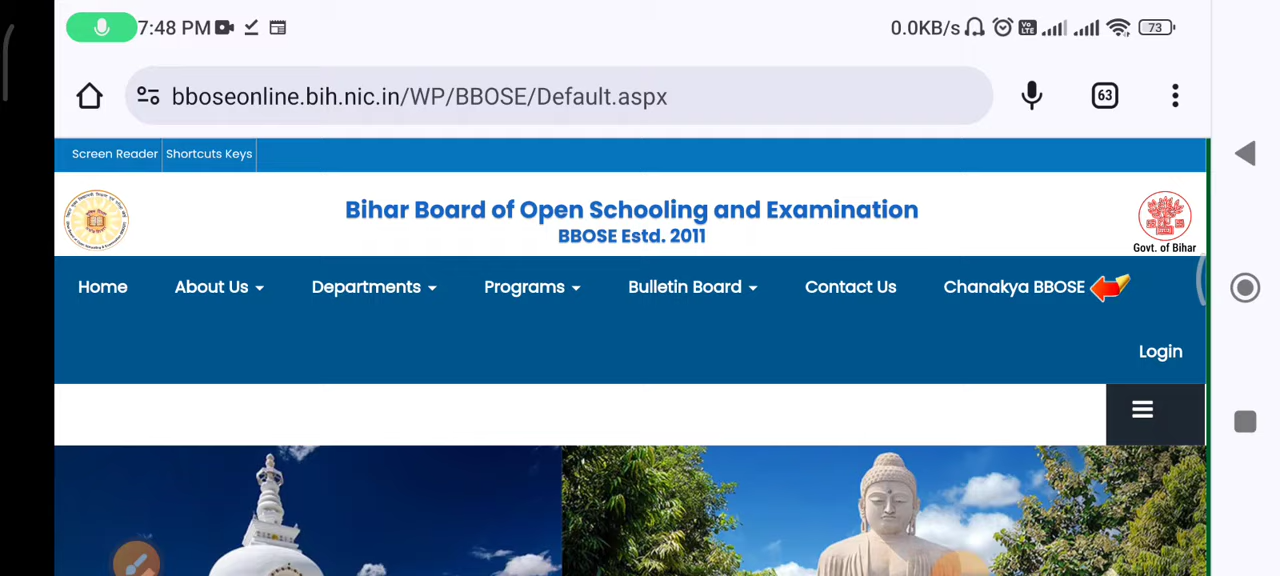 7:48 PM 0.0KB/s Vo LTE 73
bboseonline.bih.nic.in/WP/BBOSE/Default.aspx 63
Screen Reader Shortcuts Keys
Bihar Board of Open Schooling and Examination
BBOSE Estd. 2011
Govt. of Bihar
Home About Us Departments Programs Bulletin Board Contact Us Chanakya BBOSE
Login